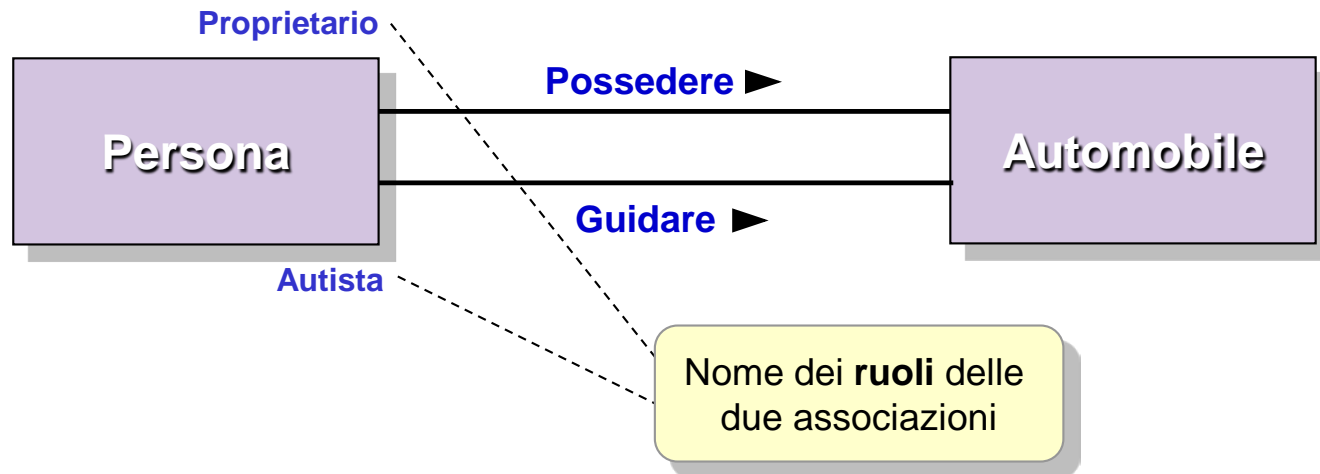 Proprietario
Possedere
Persona
Automobile
Guidare
Autista
Nome dei ruoli delle
due associazioni